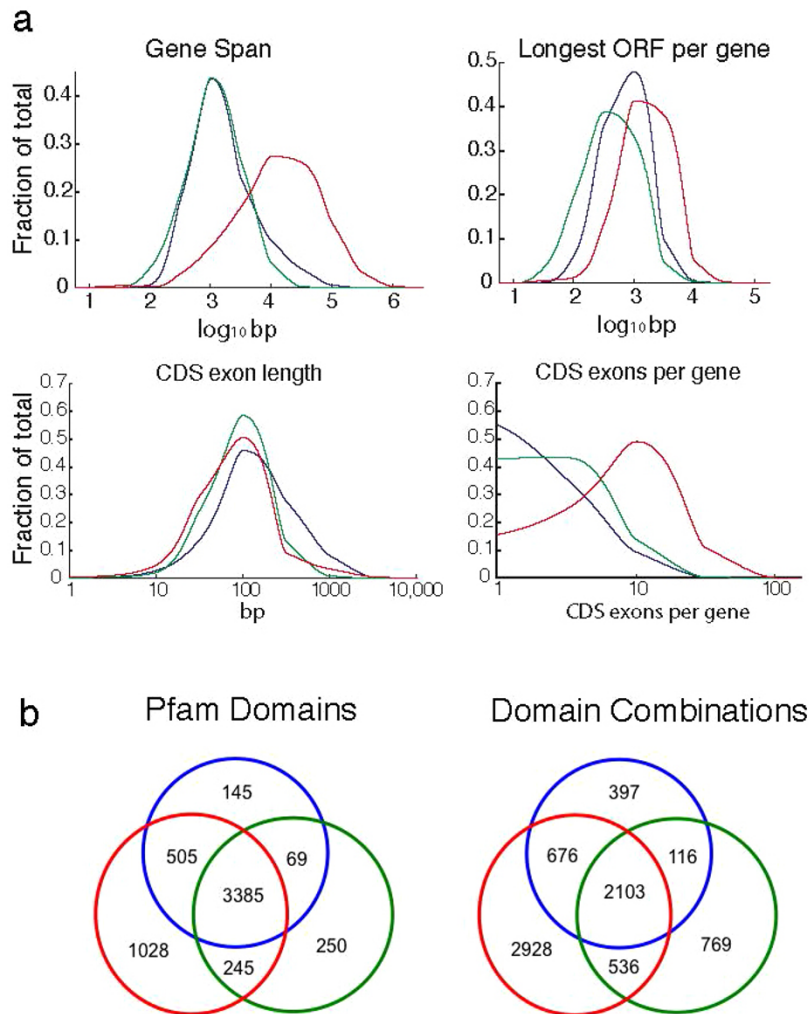 a
Gene Span
Longest ORF per gene
Fraction of total
0.4
0.3
0.2
0.1
0
1 2 3 4 5 6
log₁₀ bp
0.5
0.4
0.3
0.2
0.1
0
1 2 3 4 5
log₁₀ bp
CDS exon length
CDS exons per gene
Fraction of total
0.7
0.6
0.5
0.4
0.3
0.2
0.1
0
1 10 100 1000 10,000
bp
0.7
0.6
0.5
0.4
0.3
0.2
0.1
0
1 10 100
CDS exons per gene
b
Pfam Domains
Domain Combinations
145
505 69
3385
1028 250
245
397
676 116
2103
2928 769
536